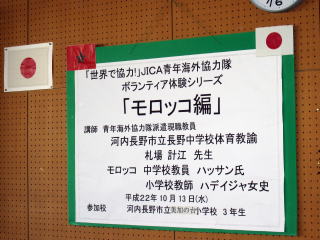 「世界で協力!」JICA青年海外協力隊
ボランティア体験シリーズ
「モロッコ編」
講師 青年海外協力隊派遣現職教員
河内長野市立長野中学校体育教諭
札場 計江 先生
モロッコ 中学校教員 ハッサン氏
小学校教師 ハデイジャ女史
平成22年10月13日(水)
参加校 河内長野市立美加の台小学校 3年生